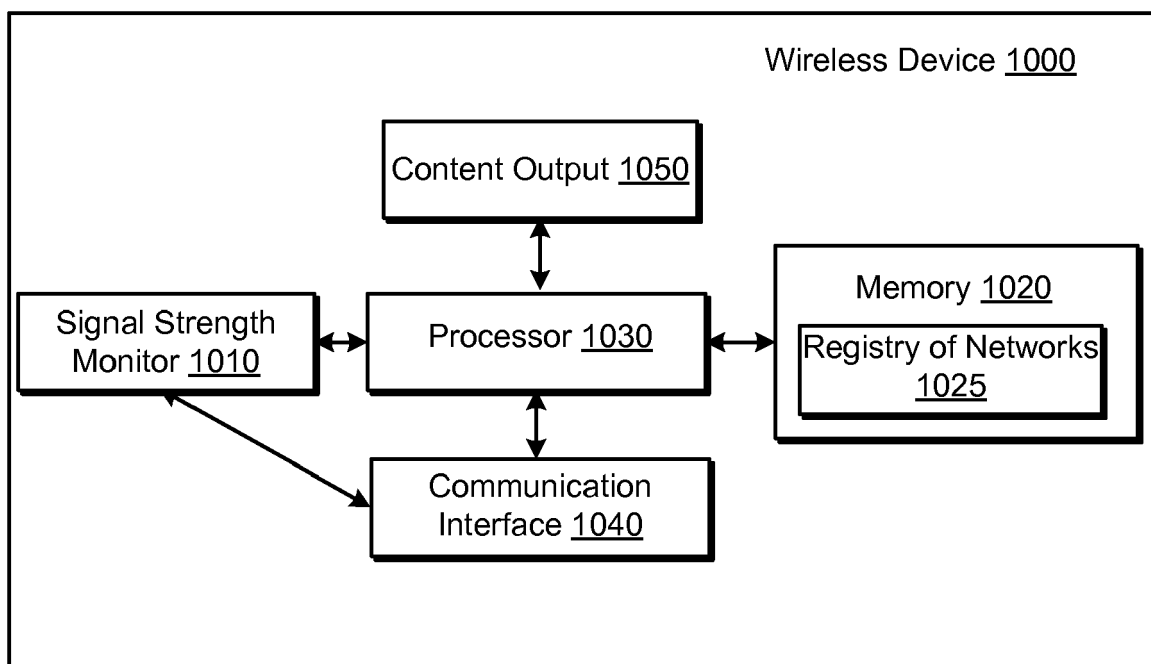 Wireless Device 1000
Content Output 1050
Signal Strength
Monitor 1010
Processor 1030
Memory 1020
Registry of Networks
1025
Communication
Interface 1040